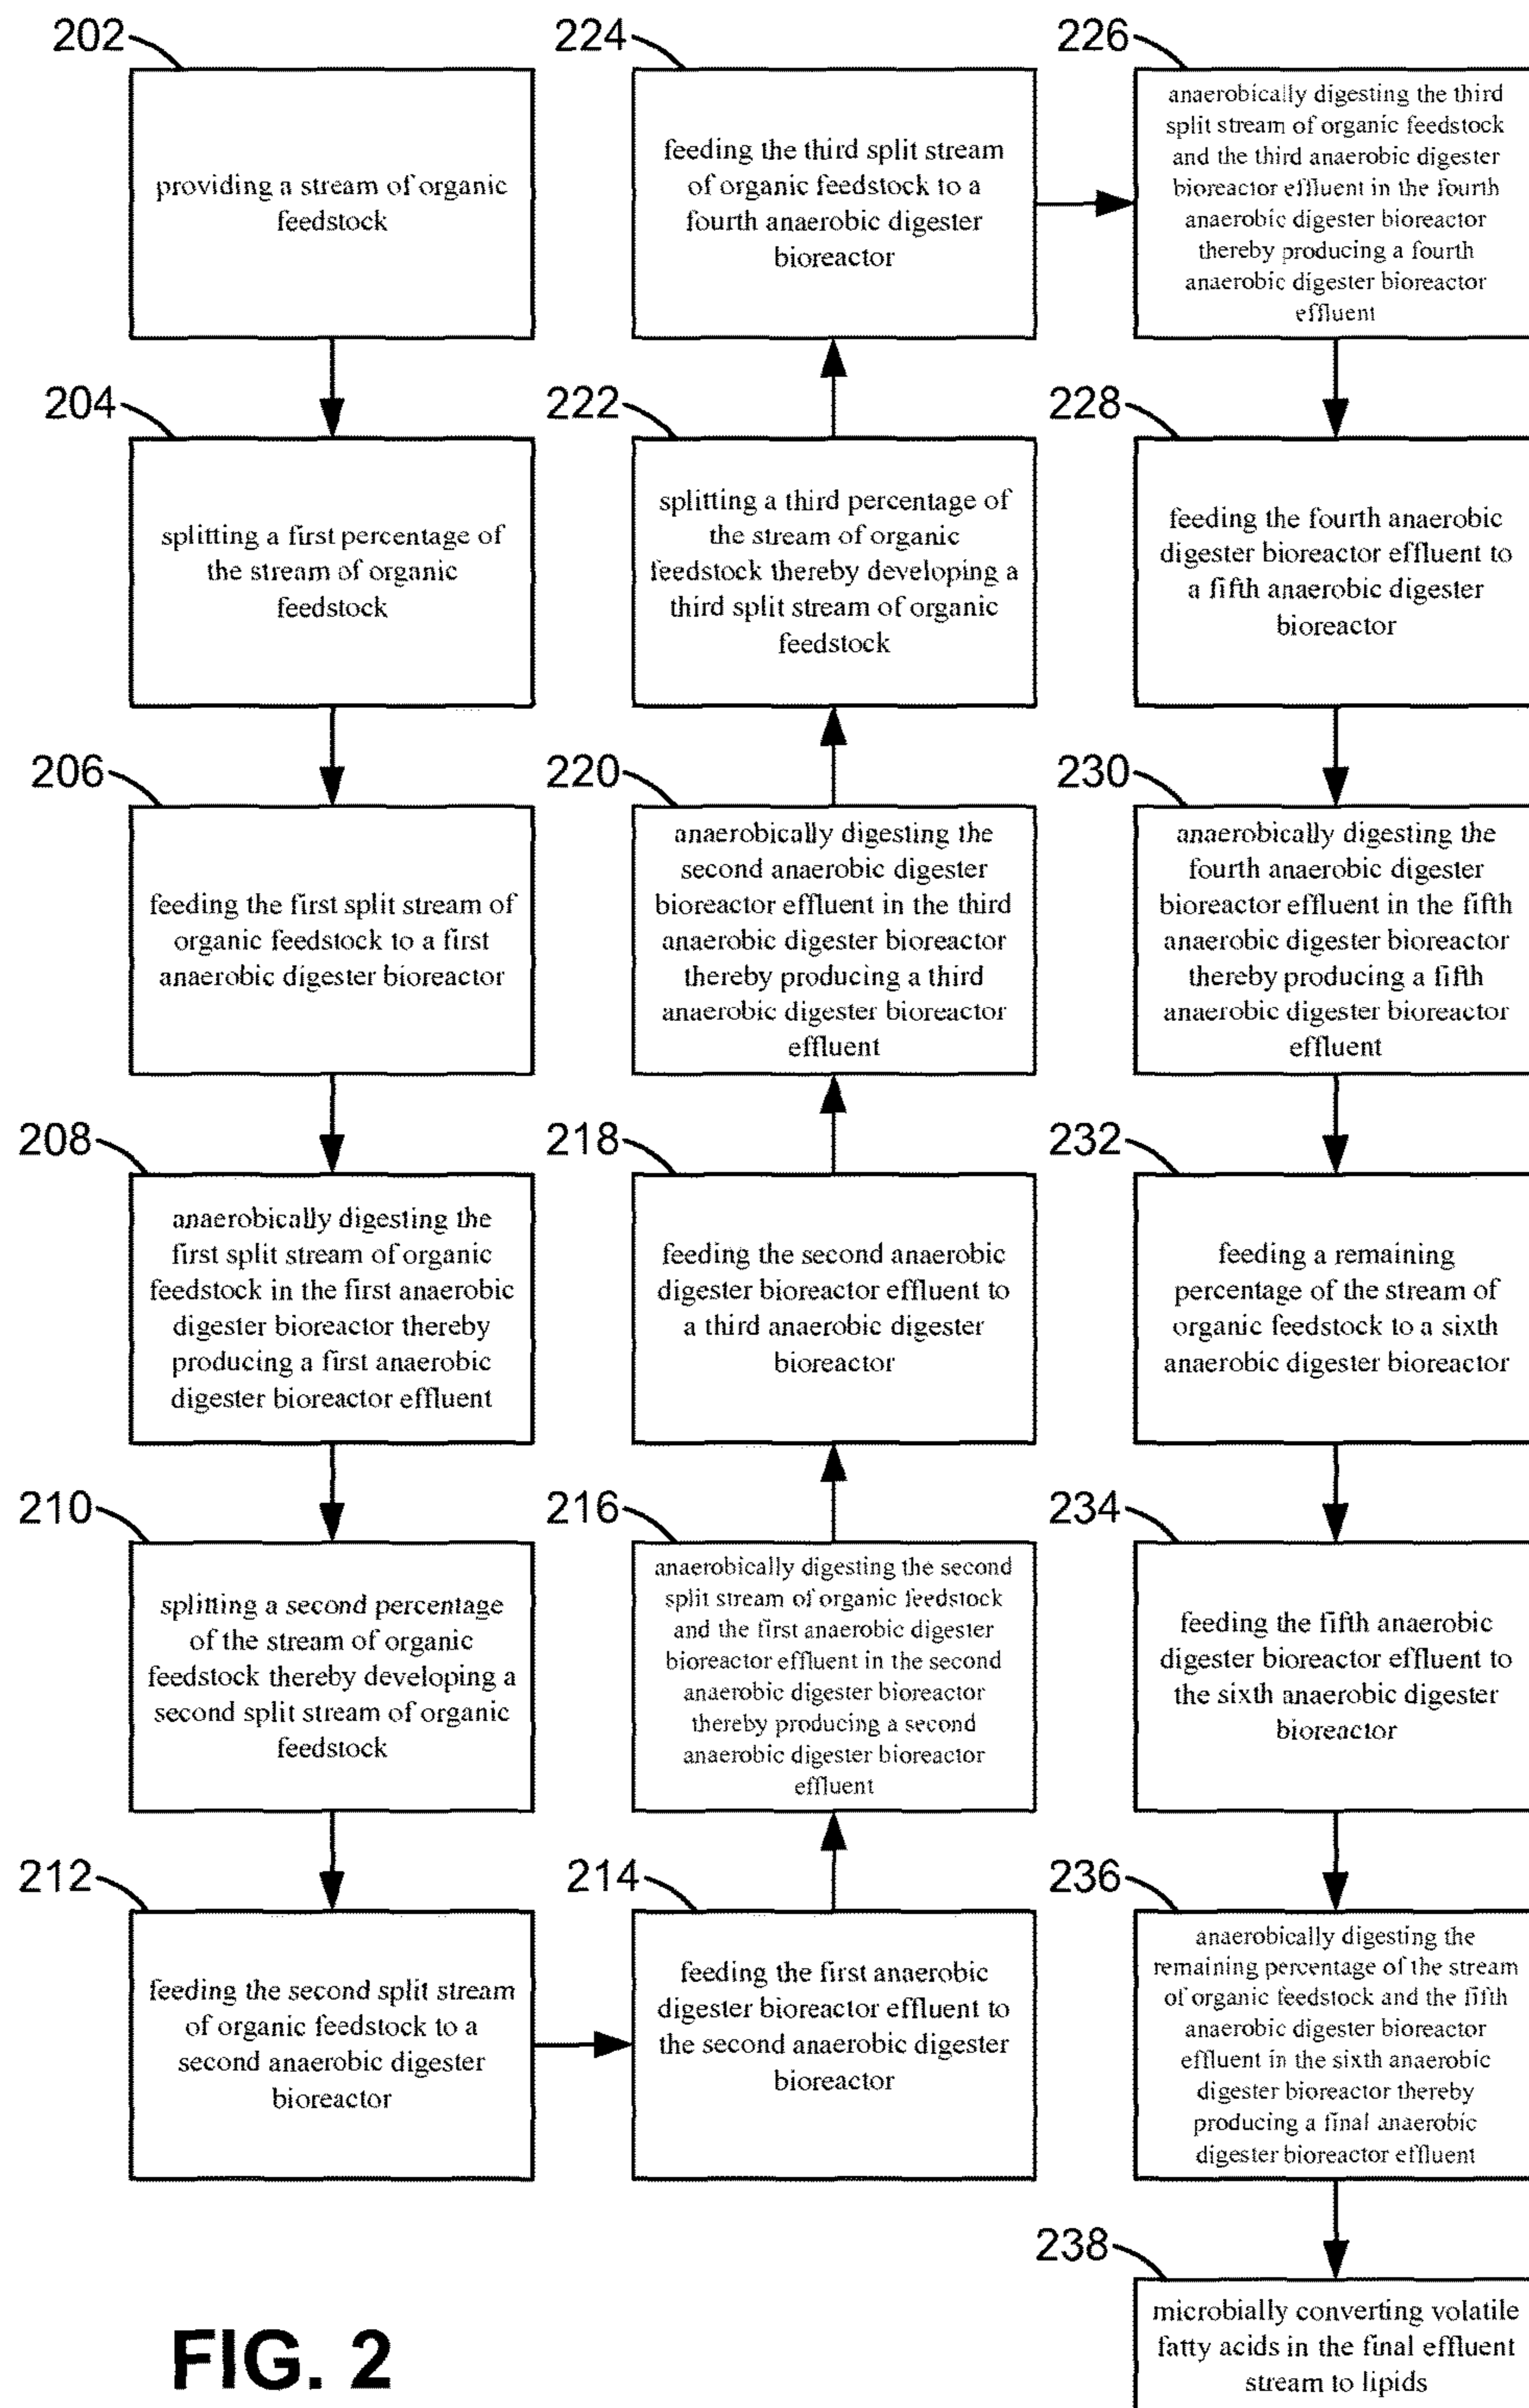 202
providing a stream of organic
feedstock
204
splitting a first percentage of
the stream of organic
feedstock
206
feeding the first split stream of
organic feedstock to a first
anaerobic digester bioreactor
208
anaerobically digesting the
first split stream of organic
feedstock in the first anaerobic
digester bioreactor thereby
producing a first anaerobic
digester bioreactor effluent
210
splitting a second percentage
of the stream of organic
feedstock thereby developing a
second split stream of organic
feedstock
212
feeding the second split stream
of organic feedstock to a
second anaerobic digester
bioreactor
214
feeding the first anaerobic
digester bioreactor effluent to
the second anaerobic digester
bioreactor
216
anaerobically digesting the second
split stream of organic feedstock
and the first anaerobic digester
bioreactor effluent in the second
anaerobic digester bioreactor
thereby producing a second
anaerobic digester bioreactor
effluent
218
feeding the second anaerobic
digester bioreactor effluent to
a third anaerobic digester
bioreactor
220
anaerobically digesting the
second anaerobic digester
bioreactor effluent in the third
anaerobic digester bioreactor
thereby producing a third
anaerobic digester bioreactor
effluent
222
splitting a third percentage of
the stream of organic
feedstock thereby developing a
third split stream of organic
feedstock
224
feeding the third split stream
of organic feedstock to a
fourth anaerobic digester
bioreactor
226
anaerobically digesting the third
split stream of organic feedstock
and the third anaerobic digester
bioreactor effluent in the fourth
anaerobic digester bioreactor
thereby producing a fourth
anaerobic digester bioreactor
effluent
228
feeding the fourth anaerobic
digester bioreactor effluent to
a fifth anaerobic digester
bioreactor
230
anaerobically digesting the
fourth anaerobic digester
bioreactor effluent in the fifth
anaerobic digester bioreactor
thereby producing a fifth
anaerobic digester bioreactor
effluent
232
feeding a remaining
percentage of the stream of
organic feedstock to a sixth
anaerobic digester bioreactor
234
feeding the fifth anaerobic
digester bioreactor effluent to
the sixth anaerobic digester
bioreactor
236
anaerobically digesting the
remaining percentage of the stream
of organic feedstock and the fifth
anaerobic digester bioreactor
effluent in the sixth anaerobic
digester bioreactor thereby
producing a final anaerobic
digester bioreactor effluent
238
microbially converting volatile
fatty acids in the final effluent
stream to lipids
FIG. 2